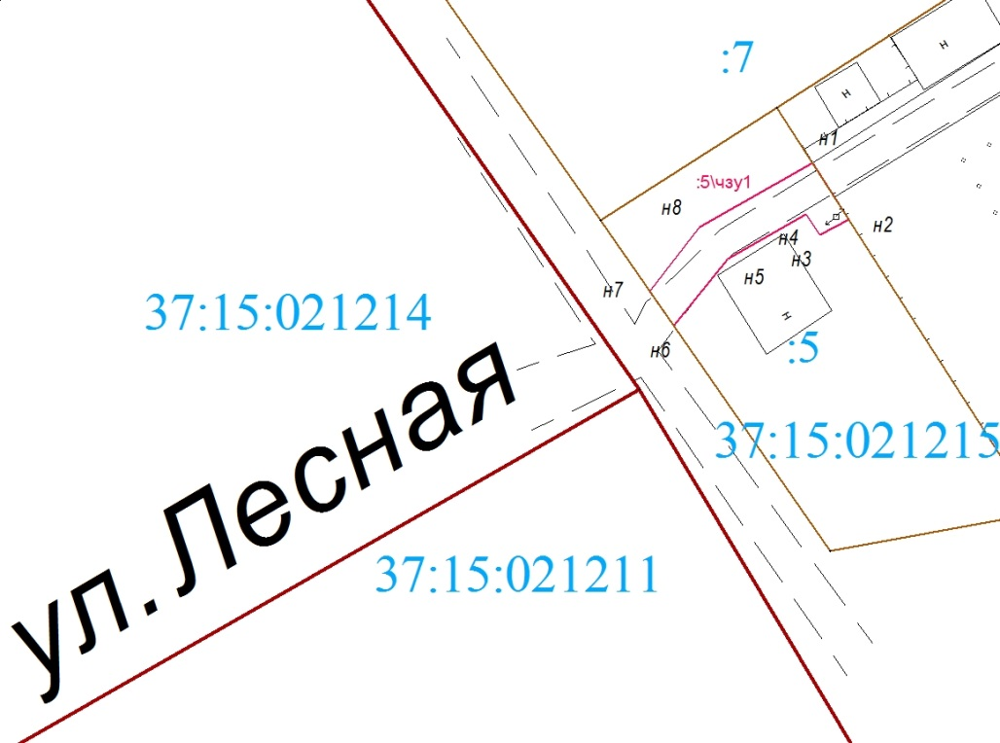 :7
н
н
н1
:5\чзу1
н8
н2
н4
н3
н5
н7
37:15:021214
н
:5
н6
37:15:021215
ул. Лесная
37:15:021211